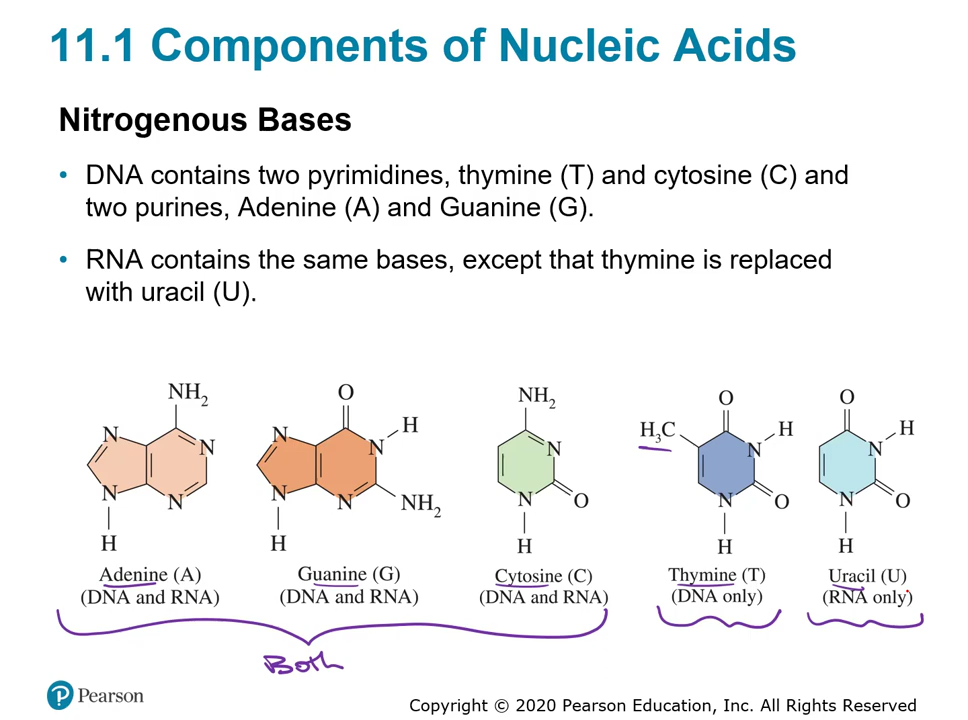 11.1 Components of Nucleic Acids
Nitrogenous Bases
• DNA contains two pyrimidines, thymine (T) and cytosine (C) and
two purines, Adenine (A) and Guanine (G).
• RNA contains the same bases, except that thymine is replaced
with uracil (U).
NH2
N
N
N
N
H
Adenine (A)
(DNA and RNA)
O
H
N
N
N
N
NH2
H
Guanine (G)
(DNA and RNA)
NH2
N
N
O
H
Cytosine (C)
(DNA and RNA)
O
H3C
H
N
N
O
H
Thymine (T)
(DNA only)
O
H
N
N
O
H
Uracil (U)
(RNA only)
Both
P Pearson
Copyright © 2020 Pearson Education, Inc. All Rights Reserved